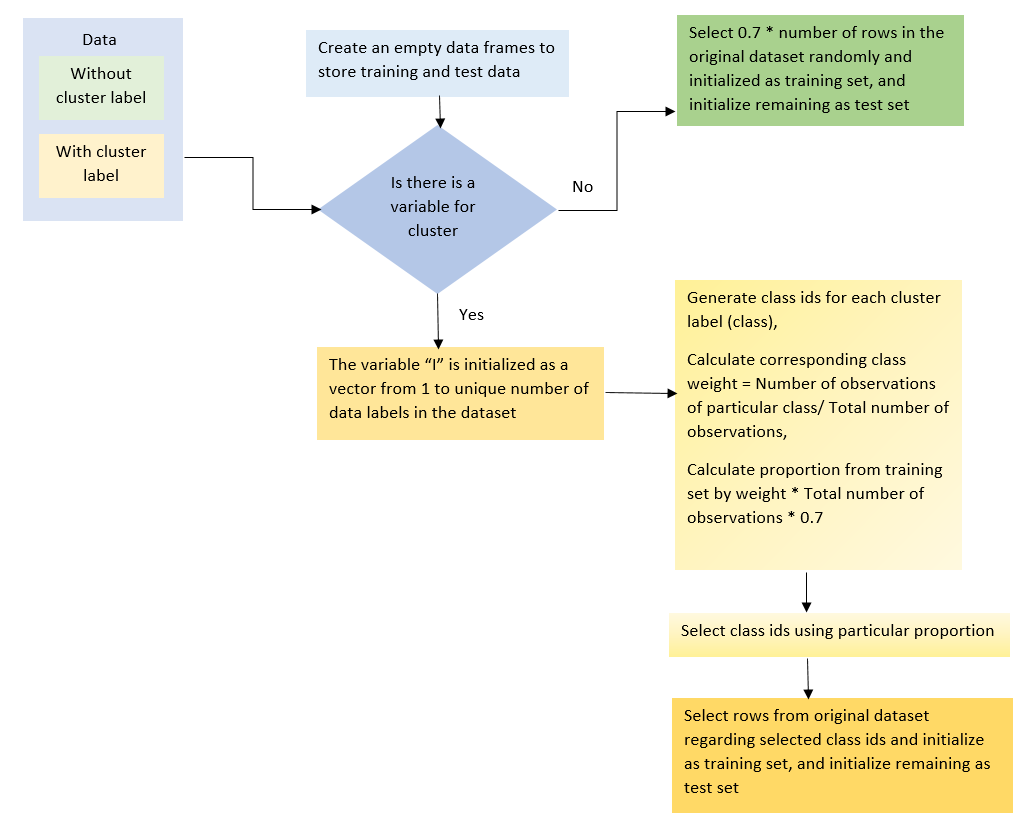 Data
Without
cluster label
With cluster
label
Create an empty data frames to
store training and test data
Select 0.7 * number of rows in the
original dataset randomly and
initialized as training set, and
initialize remaining as test set
Is there is a
variable for
cluster
No
Yes
The variable “I” is initialized as a
vector from 1 to unique number of
data labels in the dataset
Generate class ids for each cluster
label (class),
Calculate corresponding class
weight = Number of observations
of particular class/ Total number of
observations,
Calculate proportion from training
set by weight * Total number of
observations * 0.7
Select class ids using particular proportion
Select rows from original dataset
regarding selected class ids and initialize
as training set, and initialize remaining as
test set